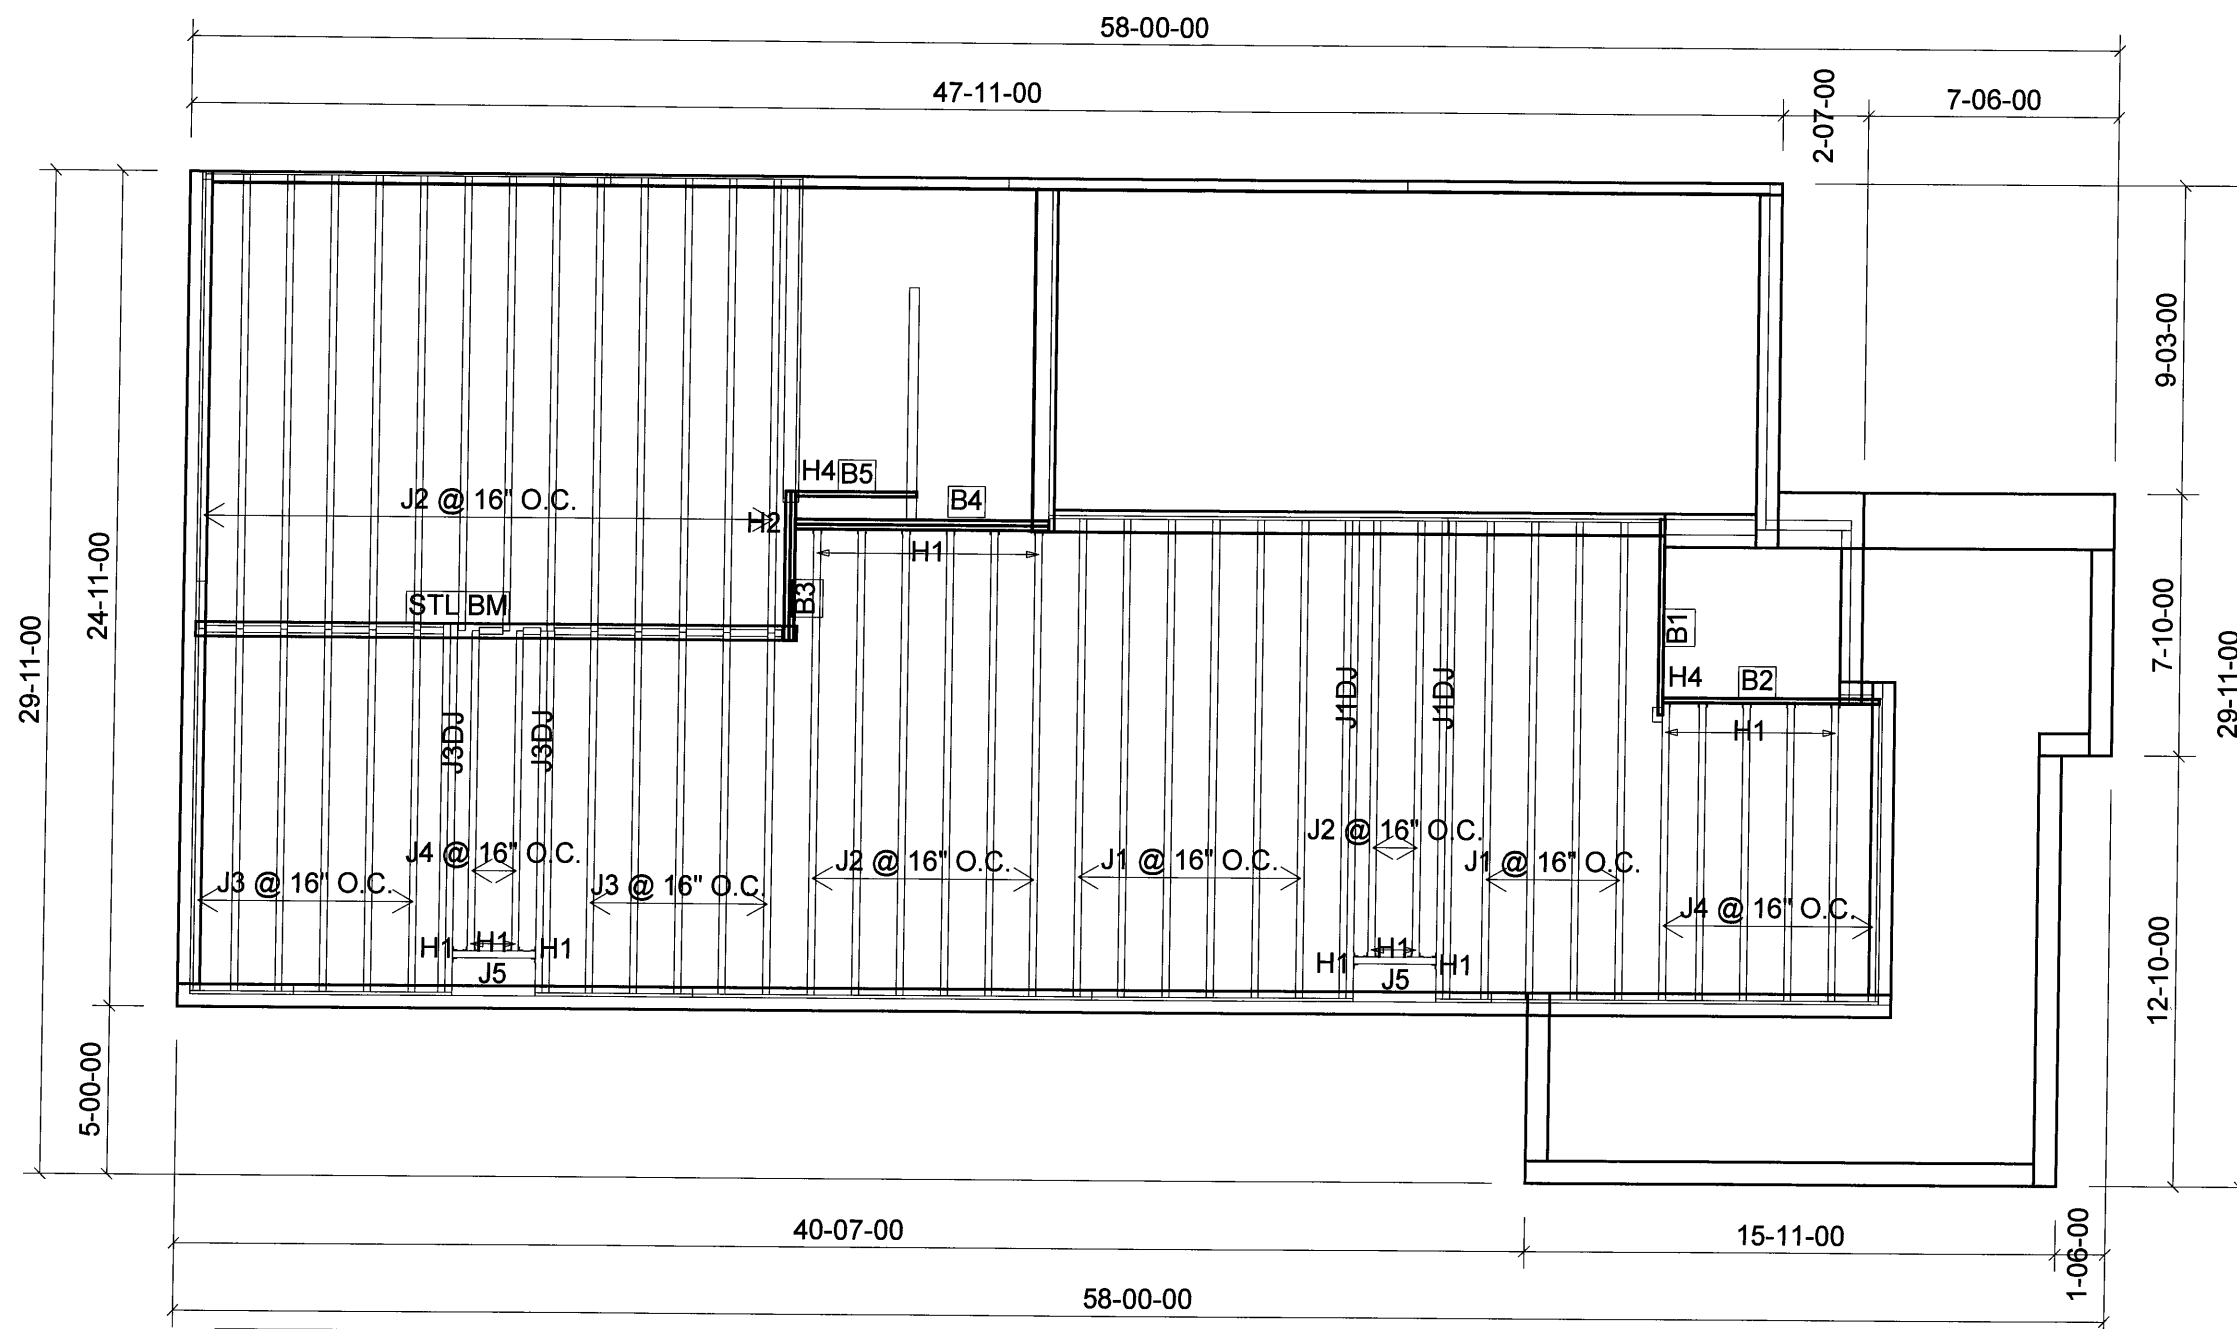 58-00-00
47-11-00
2-07-00
7-06-00
29-11-00
24-11-00
5-00-00
9-03-00
7-10-00
12-10-00
29-11-00
H4 B5
B4
J2 @ 16" O.C.
H2
H1
STL BM
B3
B1
H4 B2
H1
J3DJ
J3DJ
J1DJ
J1DJ
J3 @ 16" O.C.
J4 @ 16" O.C.
J3 @ 16" O.C.
J2 @ 16" O.C.
J1 @ 16" O.C.
J2 @ 16" O.C.
J1 @ 16" O.C.
J4 @ 16" O.C.
H1 H1 H1
J5
H1 H1 H1
J5
40-07-00
15-11-00
1-06-00
58-00-00